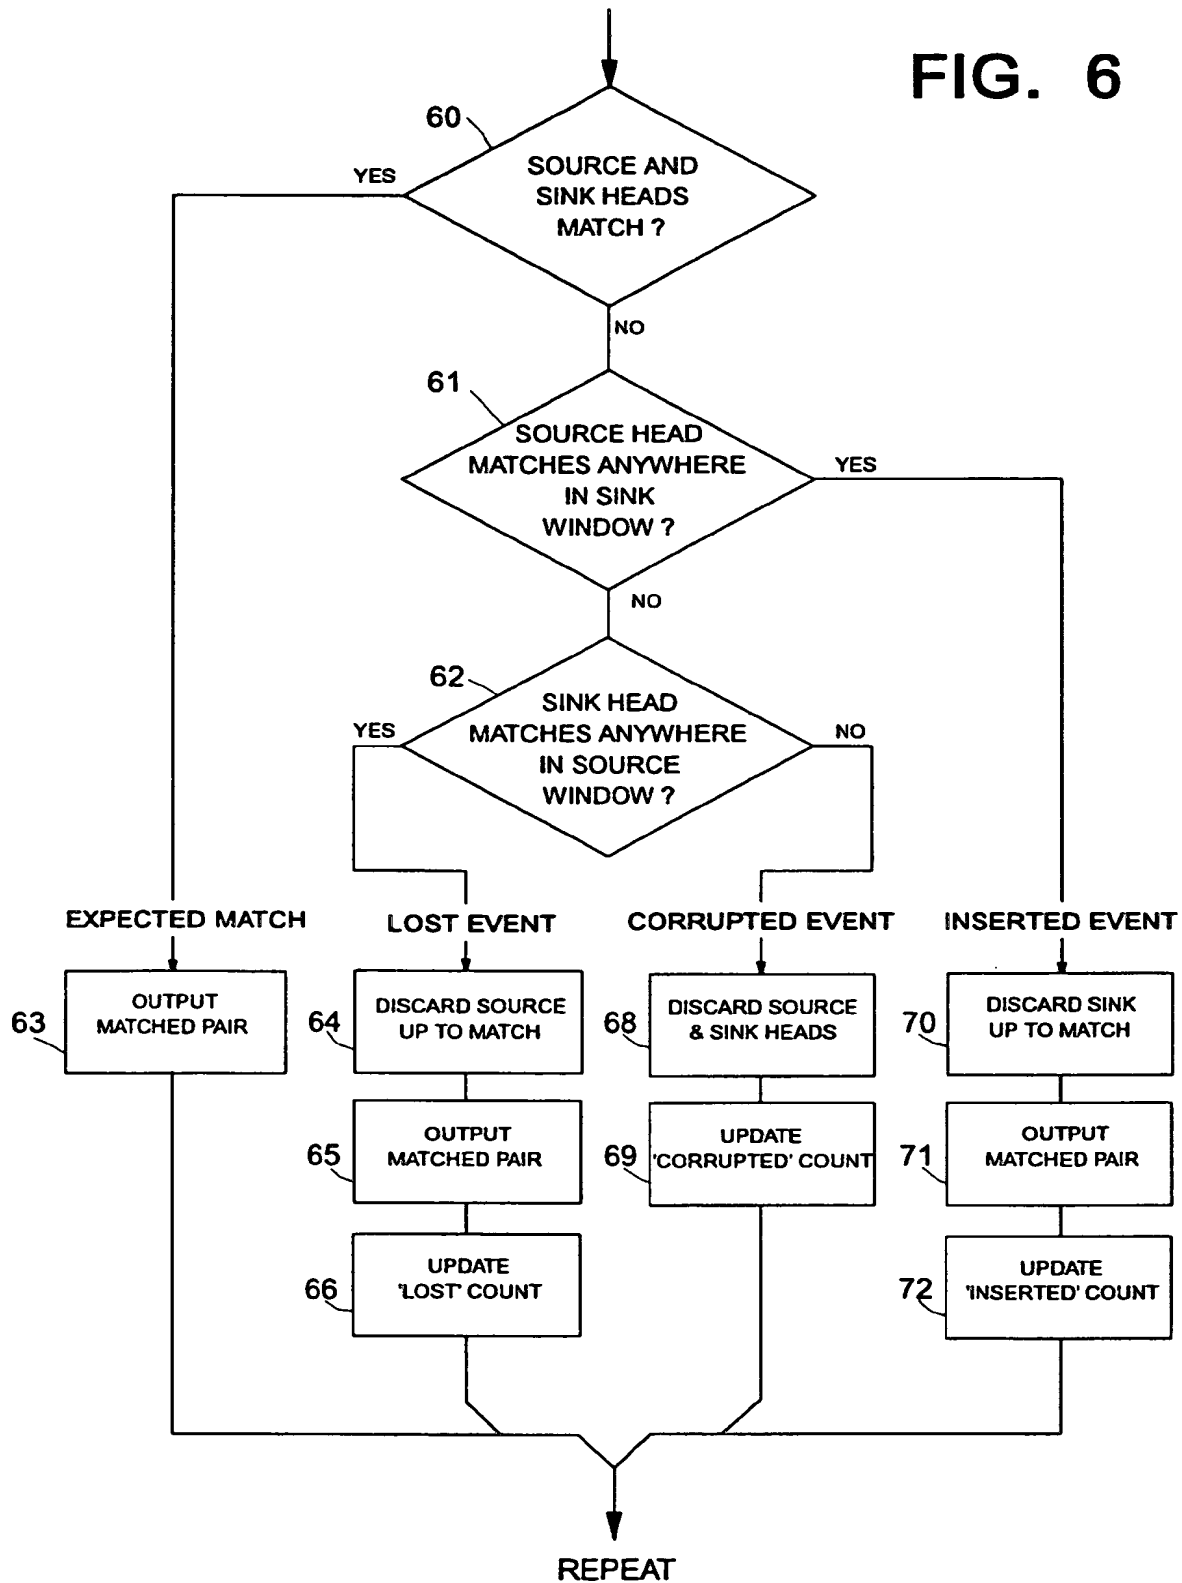 FIG. 6
60
YES
SOURCE AND
SINK HEADS
MATCH ?
NO
61
SOURCE HEAD
MATCHES ANYWHERE
IN SINK
WINDOW ?
YES
NO
62
YES
SINK HEAD
MATCHES ANYWHERE
IN SOURCE
WINDOW ?
NO
EXPECTED MATCH
LOST EVENT
CORRUPTED EVENT
INSERTED EVENT
63
OUTPUT
MATCHED PAIR
64
DISCARD SOURCE
UP TO MATCH
68
DISCARD SOURCE
& SINK HEADS
70
DISCARD SINK
UP TO MATCH
65
OUTPUT
MATCHED PAIR
69
UPDATE
'CORRUPTED' COUNT
71
OUTPUT
MATCHED PAIR
66
UPDATE
'LOST' COUNT
72
UPDATE
'INSERTED' COUNT
REPEAT